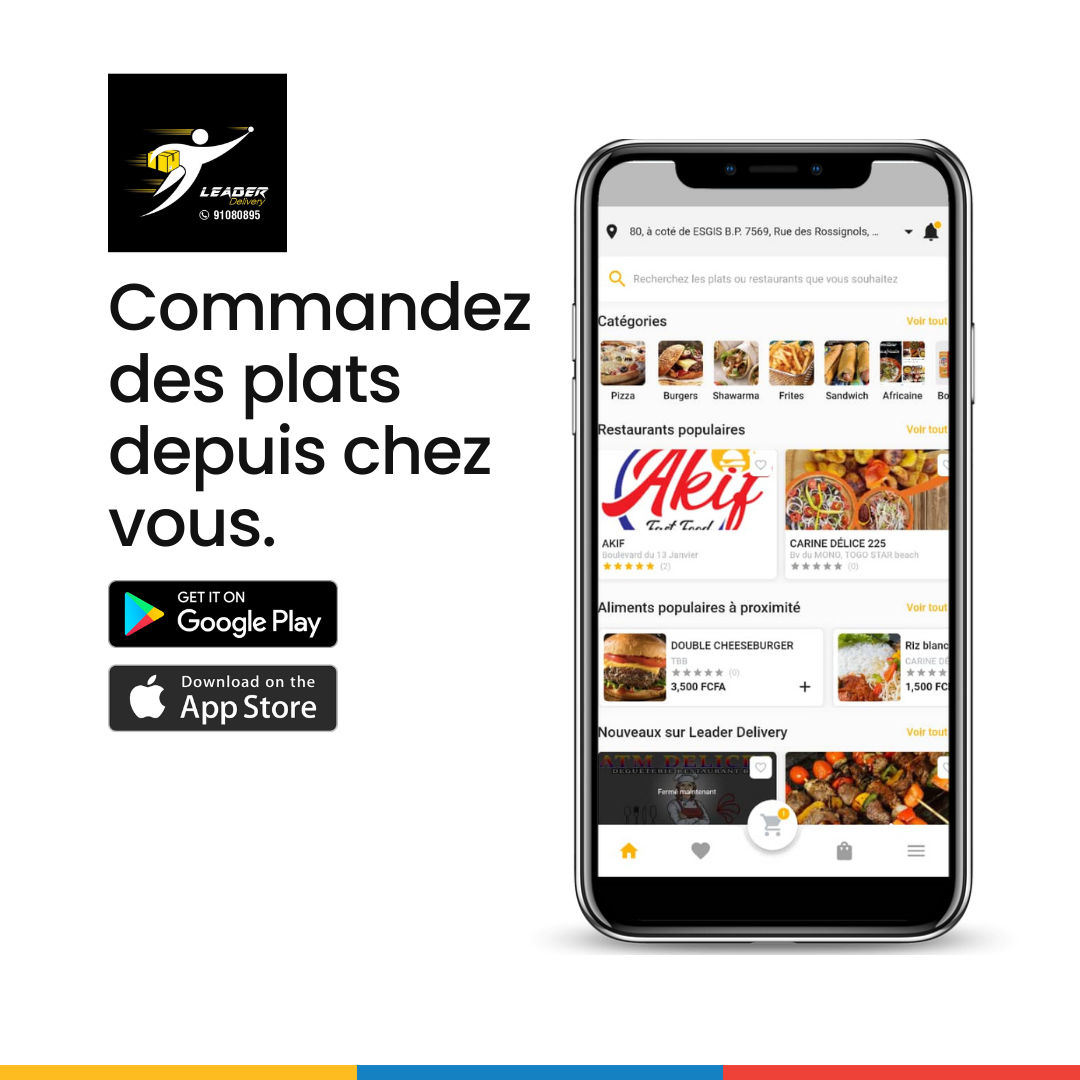 LEADER
Delivery
91080895
Commandez
des plats
depuis chez
vous.
GET IT ON
Google Play
Download on the
App Store
80, à coté de ESGIS B.P. 7569, Rue des Rossignols, ...
Recherchez les plats ou restaurants que vous souhaitez
Catégories Voir tout
Pizza Burgers Shawarma Frites Sandwich Africaine Bo
Restaurants populaires Voir tout
Akif
Fast Food
AKIF
Boulevard du 13 Janvier
(2)
CARINE DÉLICE 225
Bv du MONO, TOGO STAR beach
(0)
Aliments populaires à proximité Voir tout
DOUBLE CHEESEBURGER
TBB
(0)
3,500 FCFA +
Riz blanc
CARINE DÉ
1,500 FC
Nouveaux sur Leader Delivery Voir tout
ATM DELICE
DEGUETERIE RESTAURANT
Fermé maintenant
1